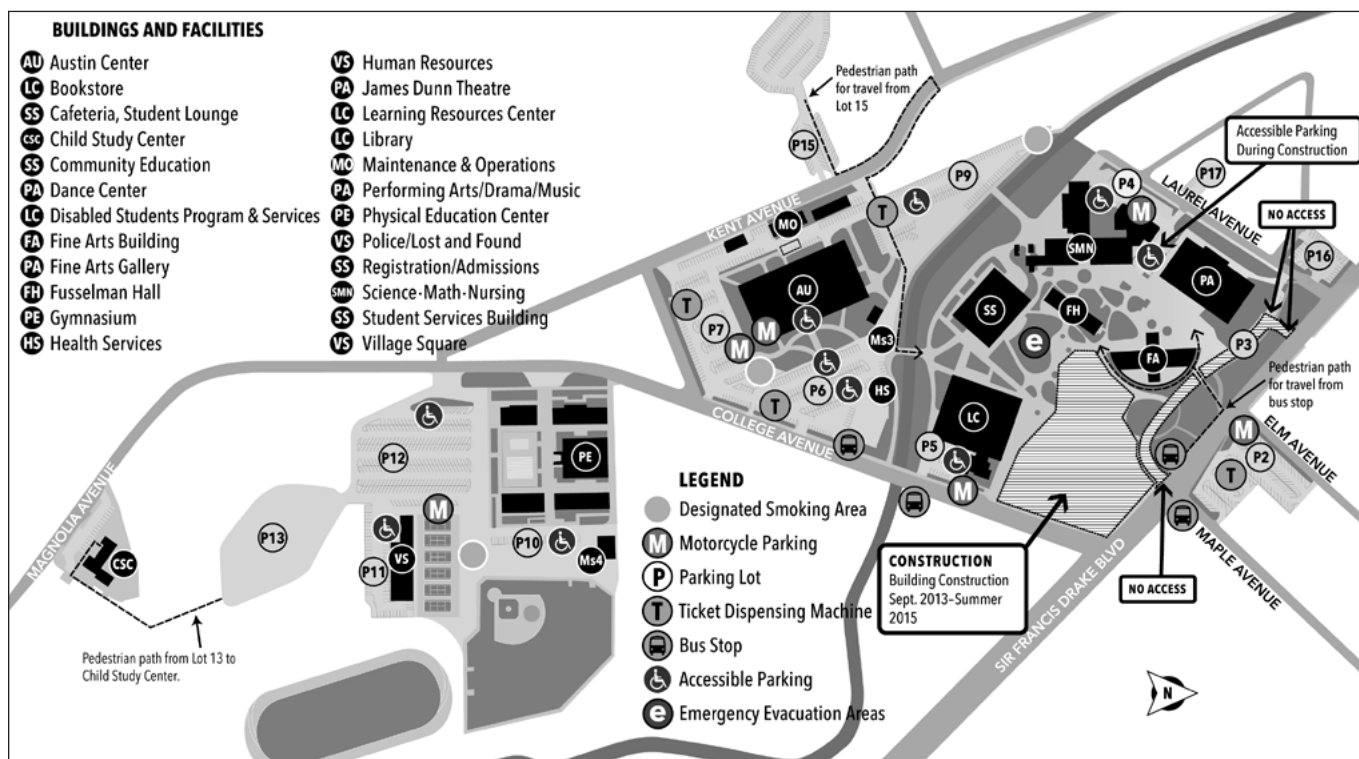 BUILDINGS AND FACILITIES
AU Austin Center
LC Bookstore
SS Cafeteria, Student Lounge
CSC Child Study Center
SS Community Education
PA Dance Center
LC Disabled Students Program & Services
FA Fine Arts Building
PA Fine Arts Gallery
FH Fusselman Hall
PE Gymnasium
HS Health Services
VS Human Resources
PA James Dunn Theatre
LC Learning Resources Center
LC Library
MO Maintenance & Operations
PA Performing Arts/Drama/Music
PE Physical Education Center
VS Police/Lost and Found
SS Registration/Admissions
SMN Science·Math·Nursing
SS Student Services Building
VS Village Square
Pedestrian path
for travel from
Lot 15
P15
P9
KENT AVENUE
T
MO
AU
P7
T
M
M
Ms3
P6
HS
T
COLLEGE AVENUE
Accessible Parking
During Construction
P4
M
P17
LAUREL AVENUE
NO ACCESS
SMN
P16
PA
SS
FH
e
P3
FA
Pedestrian path
for travel from
bus stop
LC
P5
M
ELM AVENUE
M
P2
T
MAPLE AVENUE
NO ACCESS
SIR FRANCIS DRAKE BLVD
CONSTRUCTION
Building Construction
Sept. 2013–Summer
2015
MAGNOLIA AVENUE
P12
PE
M
P13
CSC
P11
VS
P10
Ms4
Pedestrian path from Lot 13 to
Child Study Center.
LEGEND
Designated Smoking Area
M Motorcycle Parking
P Parking Lot
T Ticket Dispensing Machine
Bus Stop
Accessible Parking
e Emergency Evacuation Areas
N